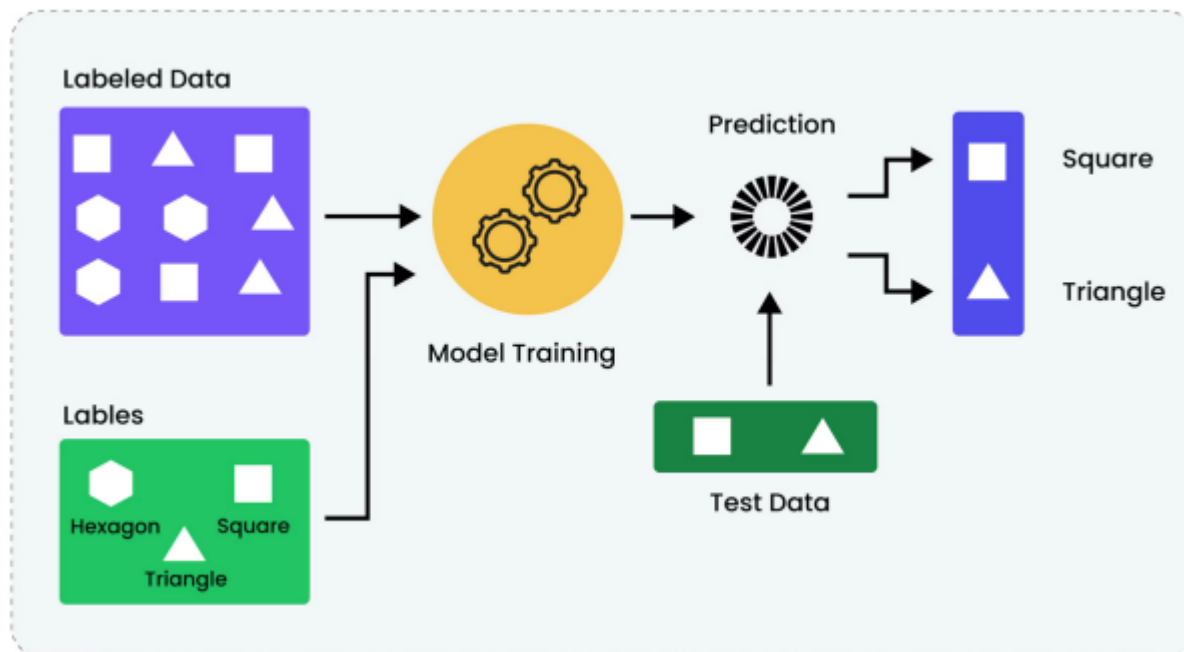 Labeled Data
Prediction
Square
Triangle
Model Training
Lables
Hexagon
Square
Triangle
Test Data